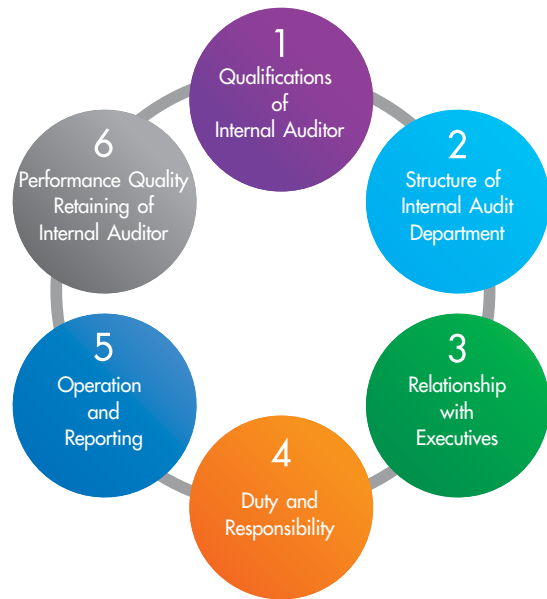 1
Qualifications
of
Internal Auditor
2
Structure of
Internal Audit
Department
3
Relationship
with
Executives
4
Duty and
Responsibility
5
Operation
and
Reporting
6
Performance Quality
Retaining of
Internal Auditor